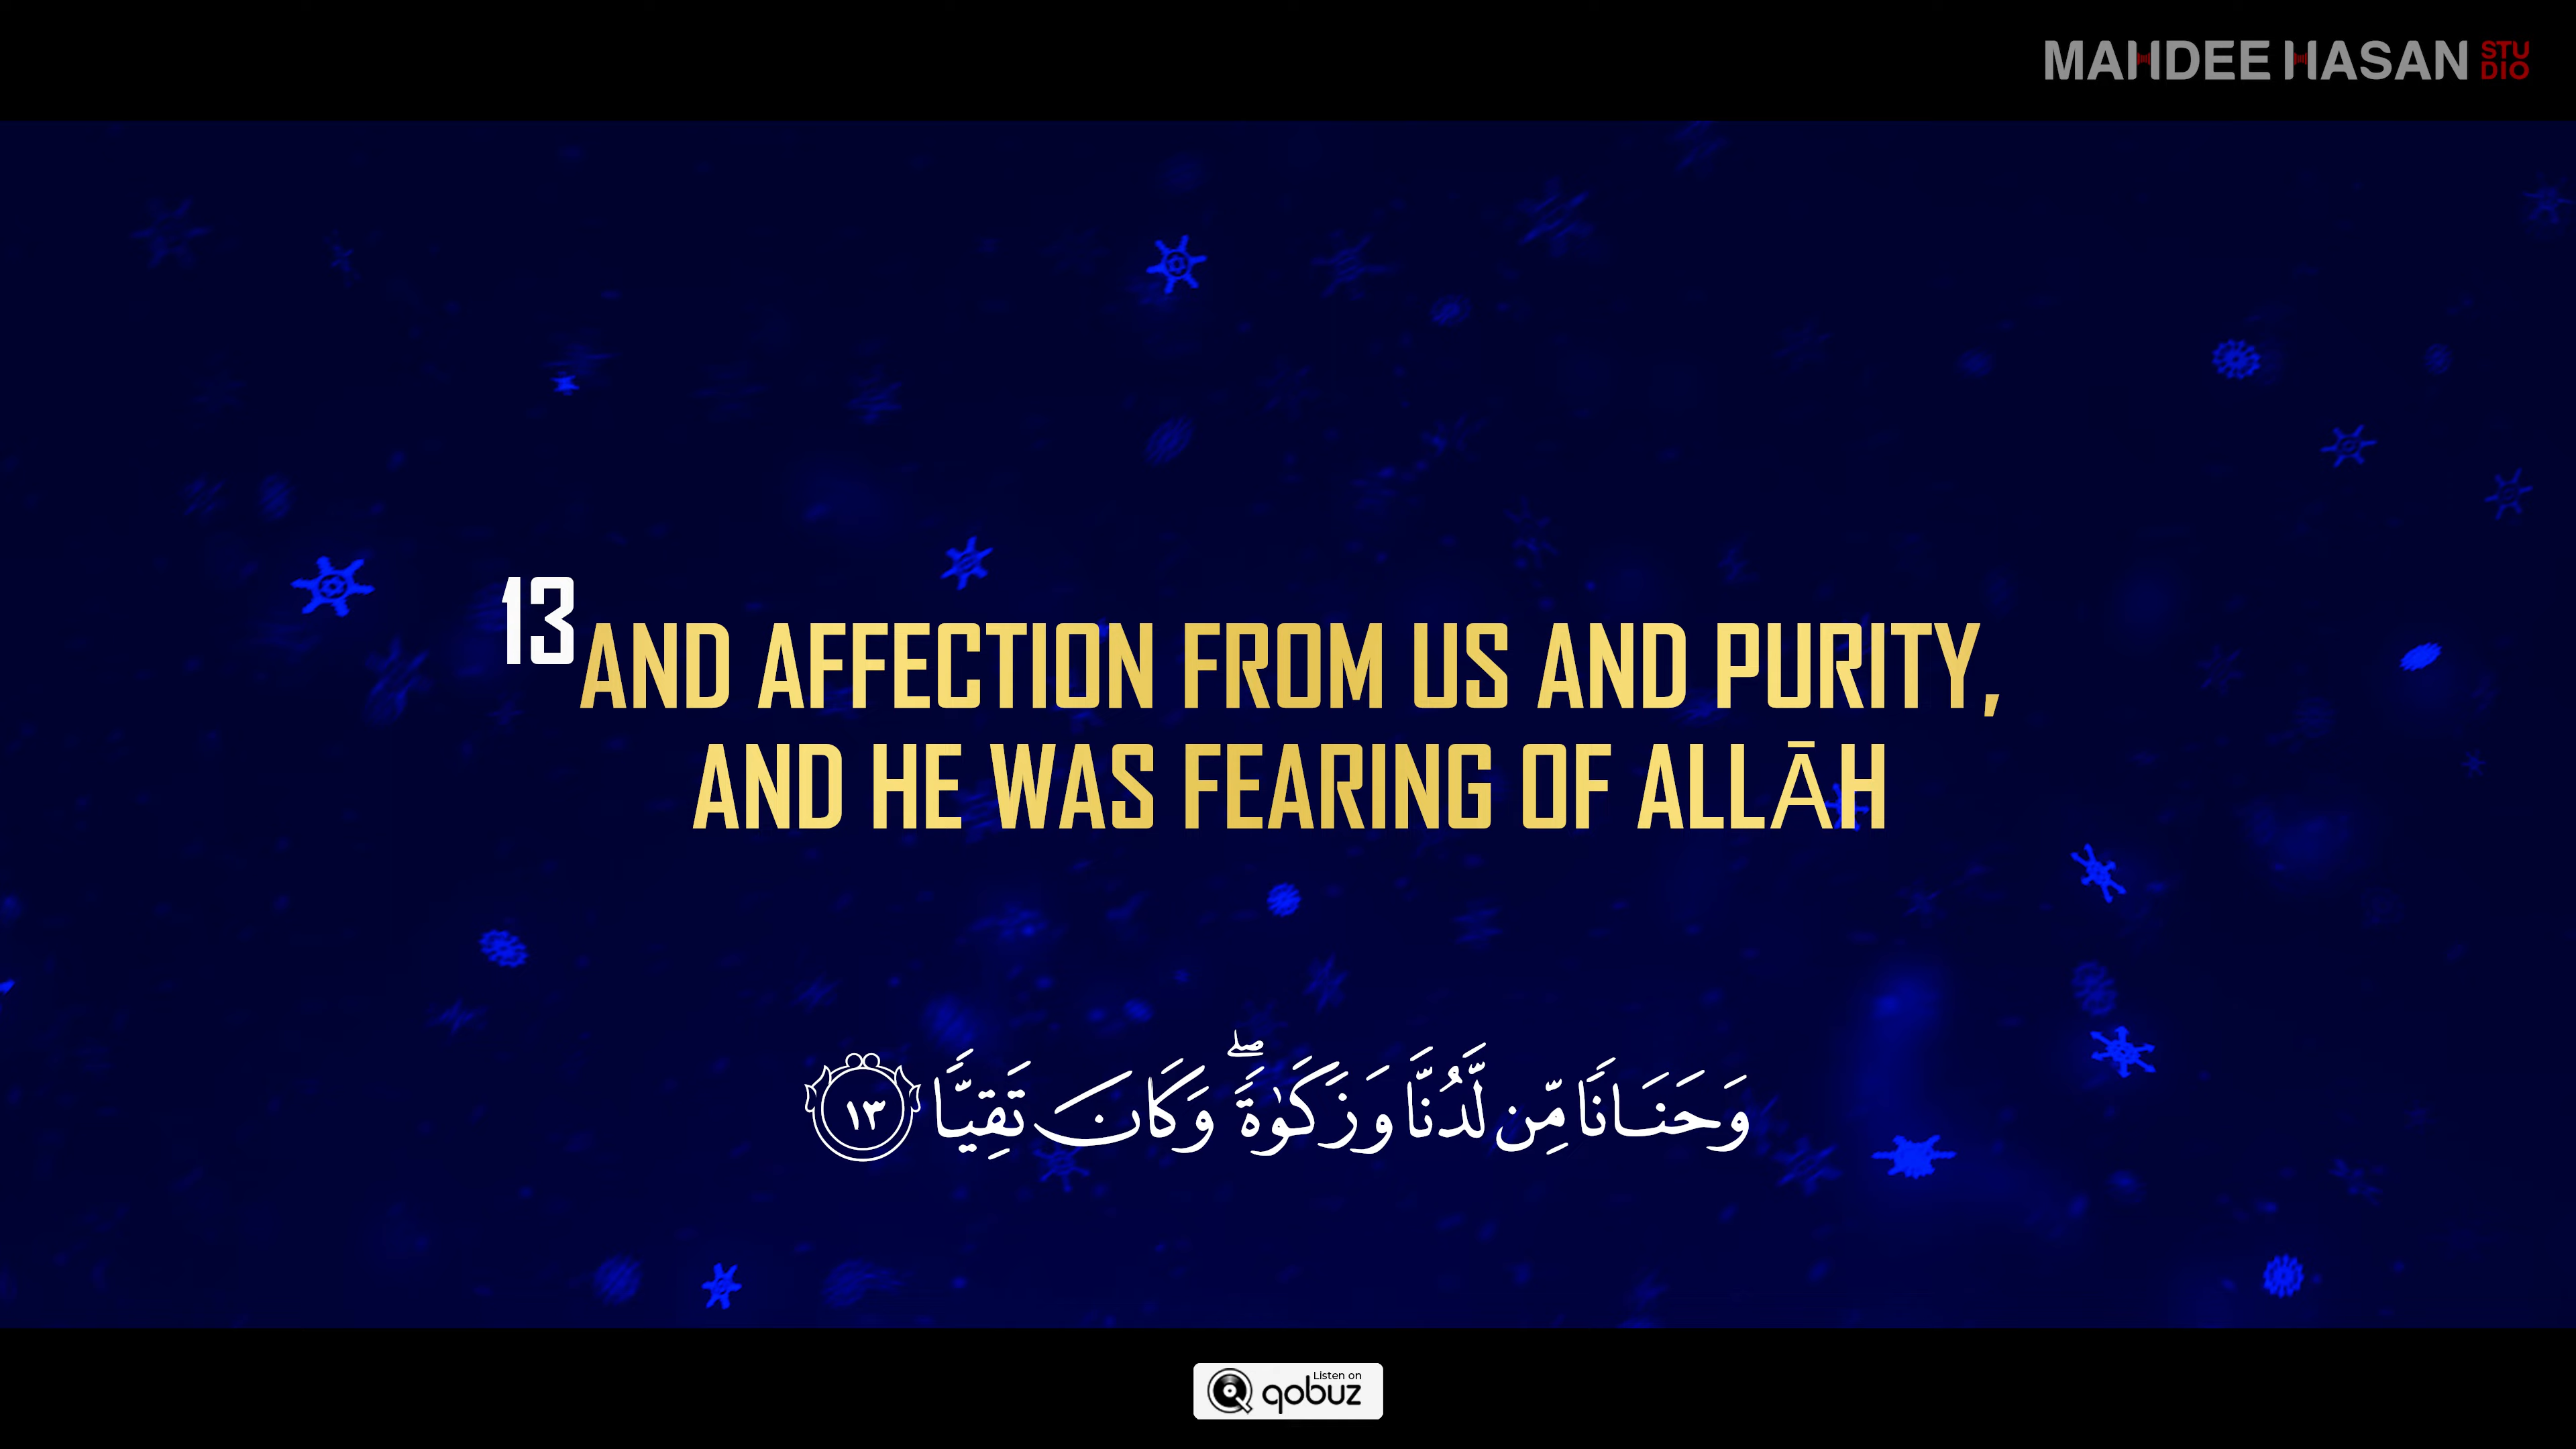 MAHDEE HASAN STUDIO
13 AND AFFECTION FROM US AND PURITY,
AND HE WAS FEARING OF ALLĀH
وَحَنَانًا مِّن لَّدُنَّا وَزَكَوٰةً ۖ وَكَانَ تَقِيًّا ١٣
Listen on
qobuz